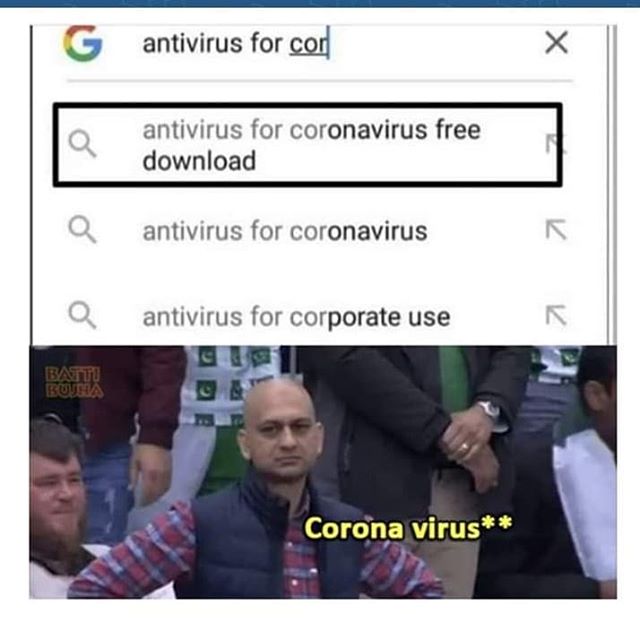 antivirus for cor
antivirus for coronavirus free
download
antivirus for coronavirus
antivirus for corporate use
BATTI
BUJHA
Corona virus**